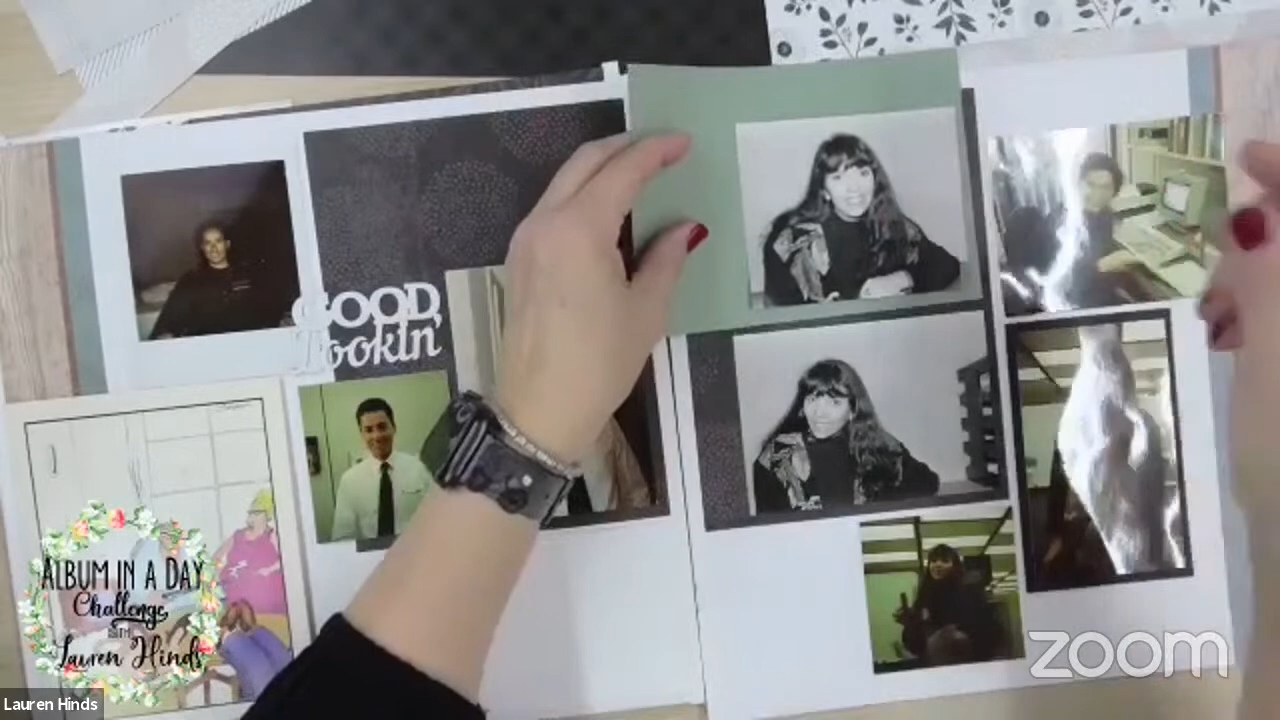 GOOD
lookin'
ALBUM IN A DAY
Challenge
WITH
Lauren Hinds
Lauren Hinds
zoom